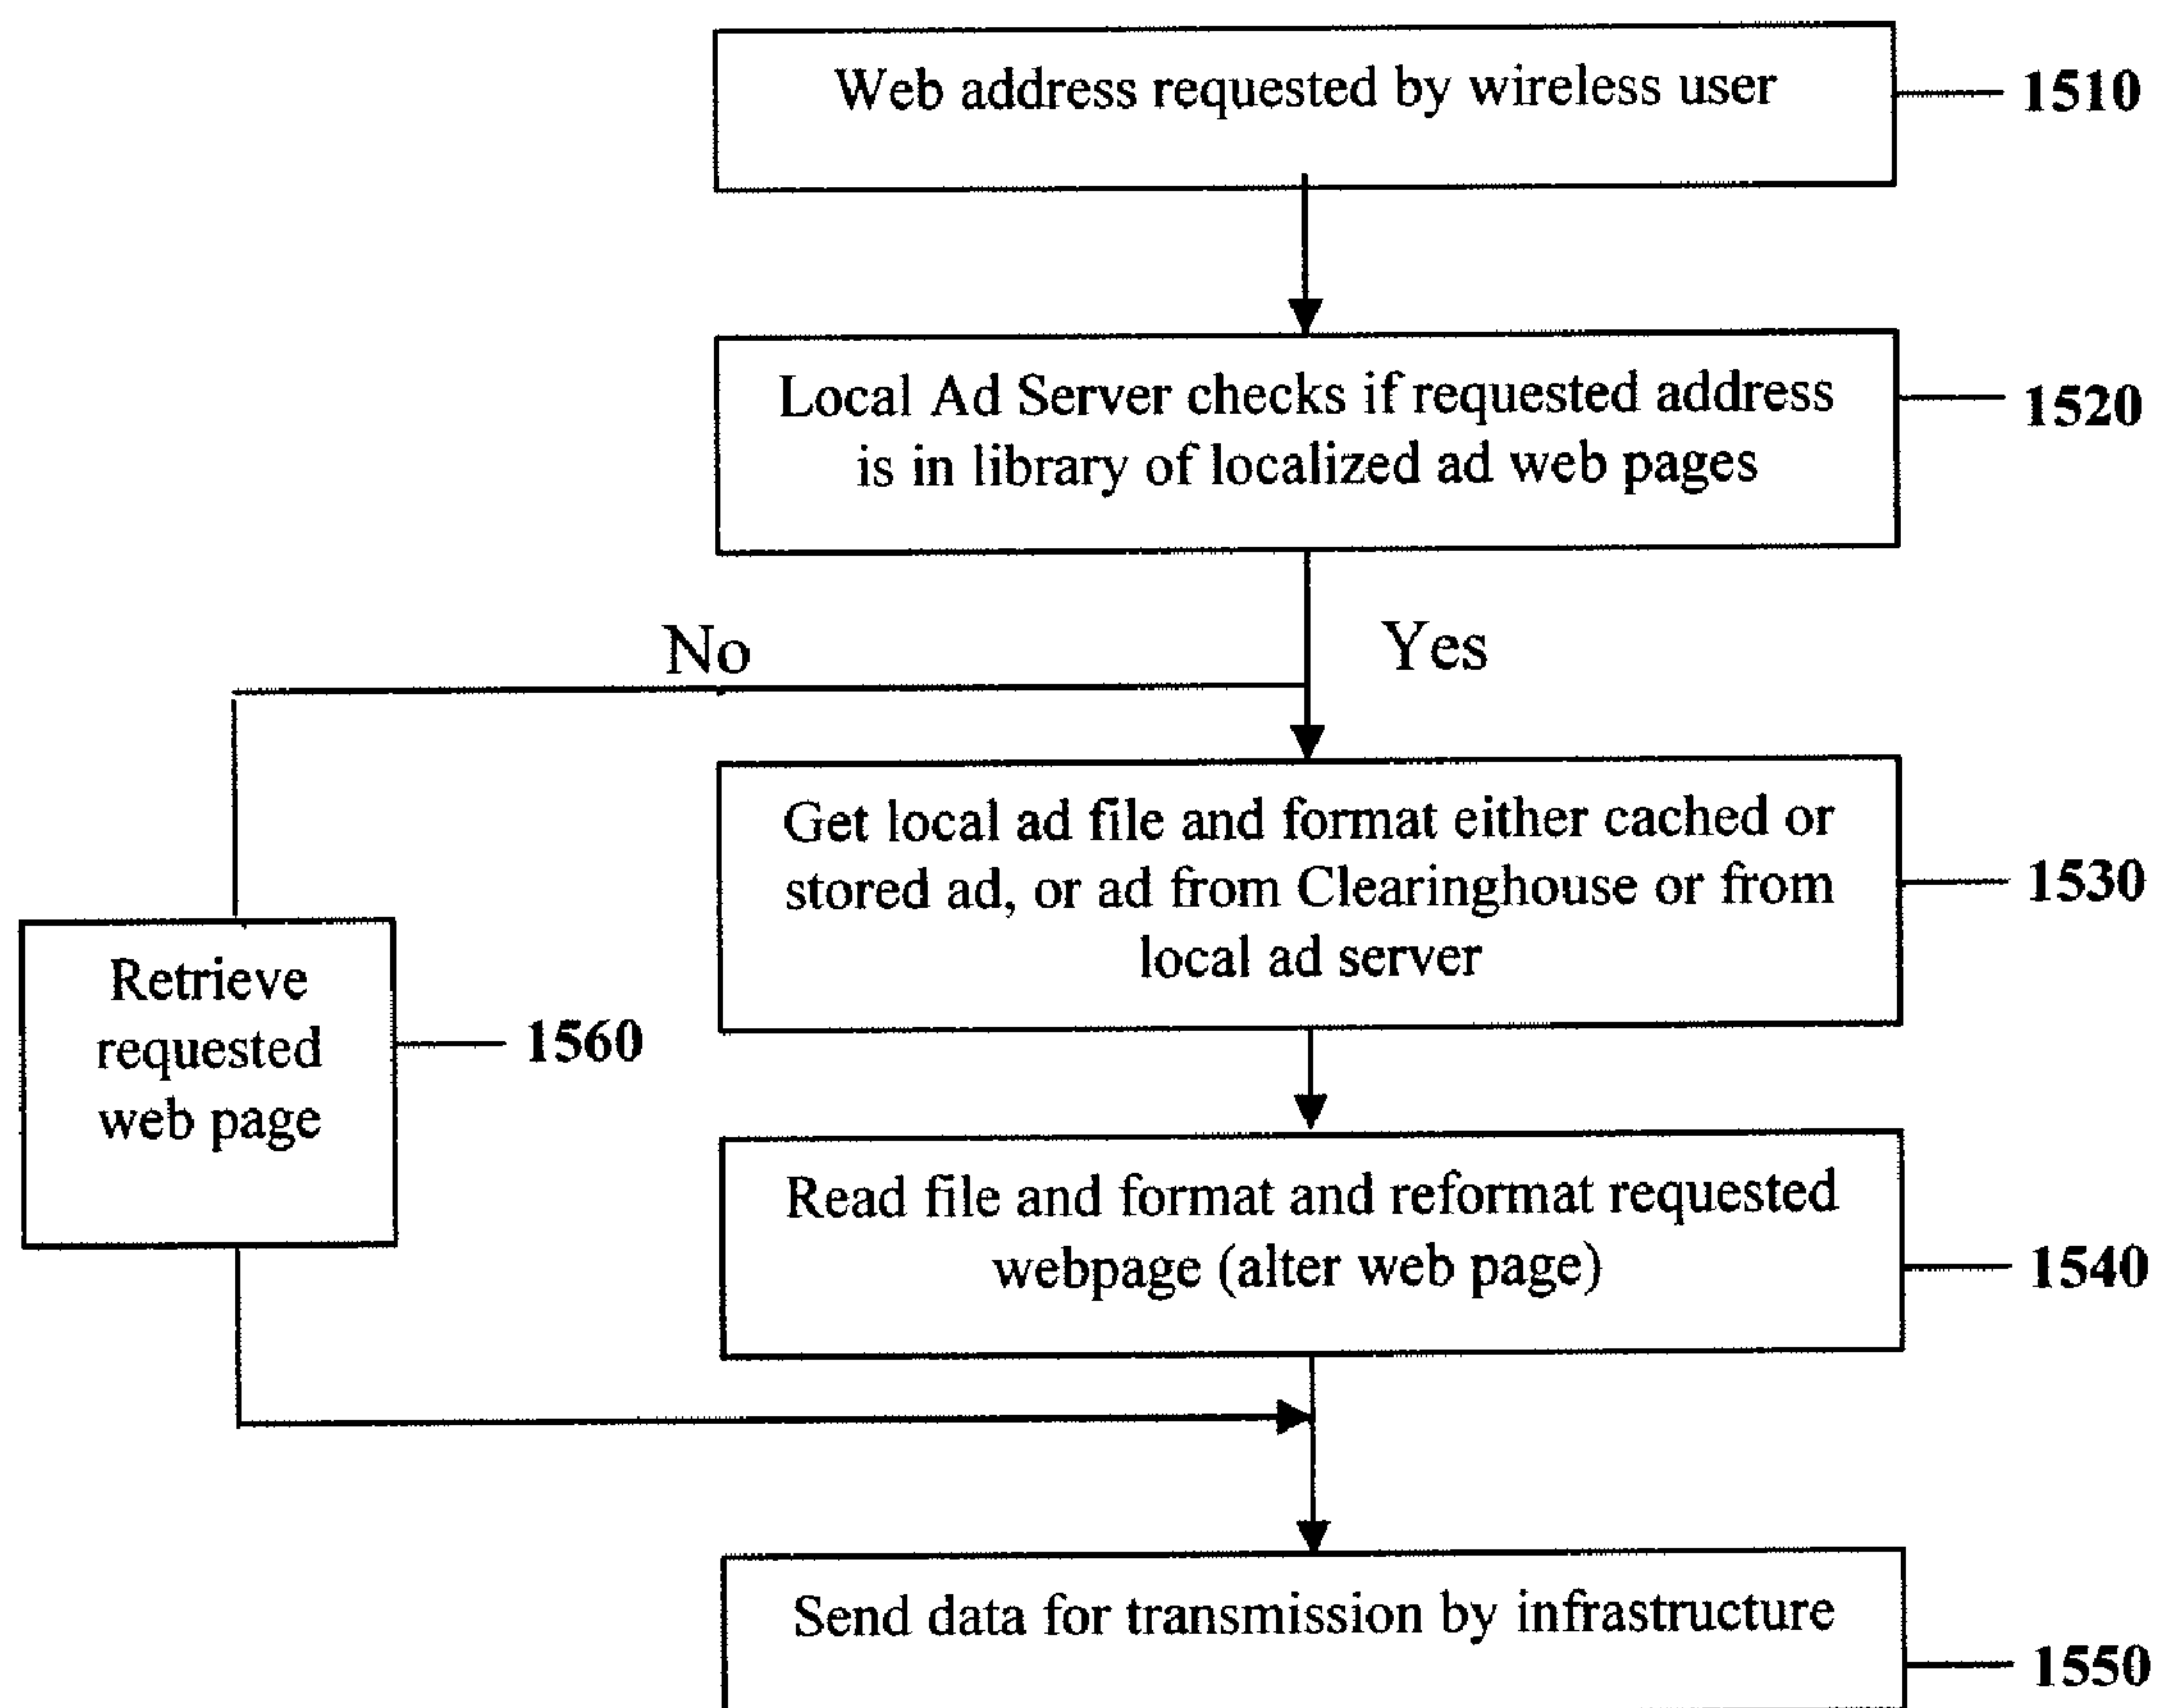 Web address requested by wireless user
1510
Local Ad Server checks if requested address
is in library of localized ad web pages
1520
No
Yes
Get local ad file and format either cached or
stored ad, or ad from Clearinghouse or from
local ad server
1530
Retrieve
requested
web page
1560
Read file and format and reformat requested
webpage (alter web page)
1540
Send data for transmission by infrastructure
1550